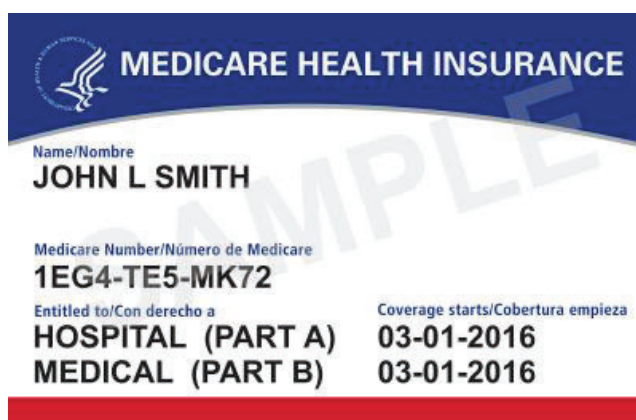 MEDICARE HEALTH INSURANCE
Name/Nombre
JOHN L SMITH
Medicare Number/Número de Medicare
1EG4-TE5-MK72
Entitled to/Con derecho a
HOSPITAL (PART A)
MEDICAL (PART B)
Coverage starts/Cobertura empieza
03-01-2016
03-01-2016
SAMPLE